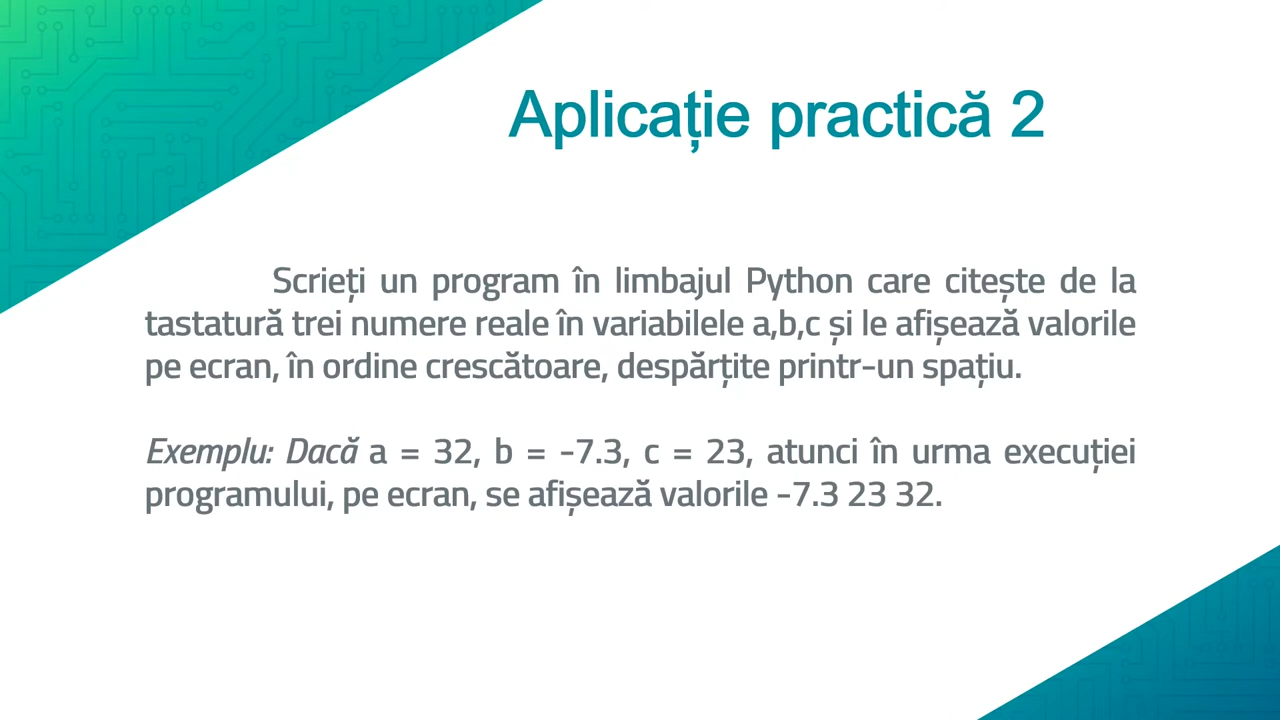 Aplicație practică 2
Scrieți un program în limbajul Python care citește de la
tastatură trei numere reale în variabilele a,b,c și le afișează valorile
pe ecran, în ordine crescătoare, despărțite printr-un spațiu.
Exemplu: Dacă a = 32, b = -7.3, c = 23, atunci în urma execuției
programului, pe ecran, se afișează valorile -7.3 23 32.